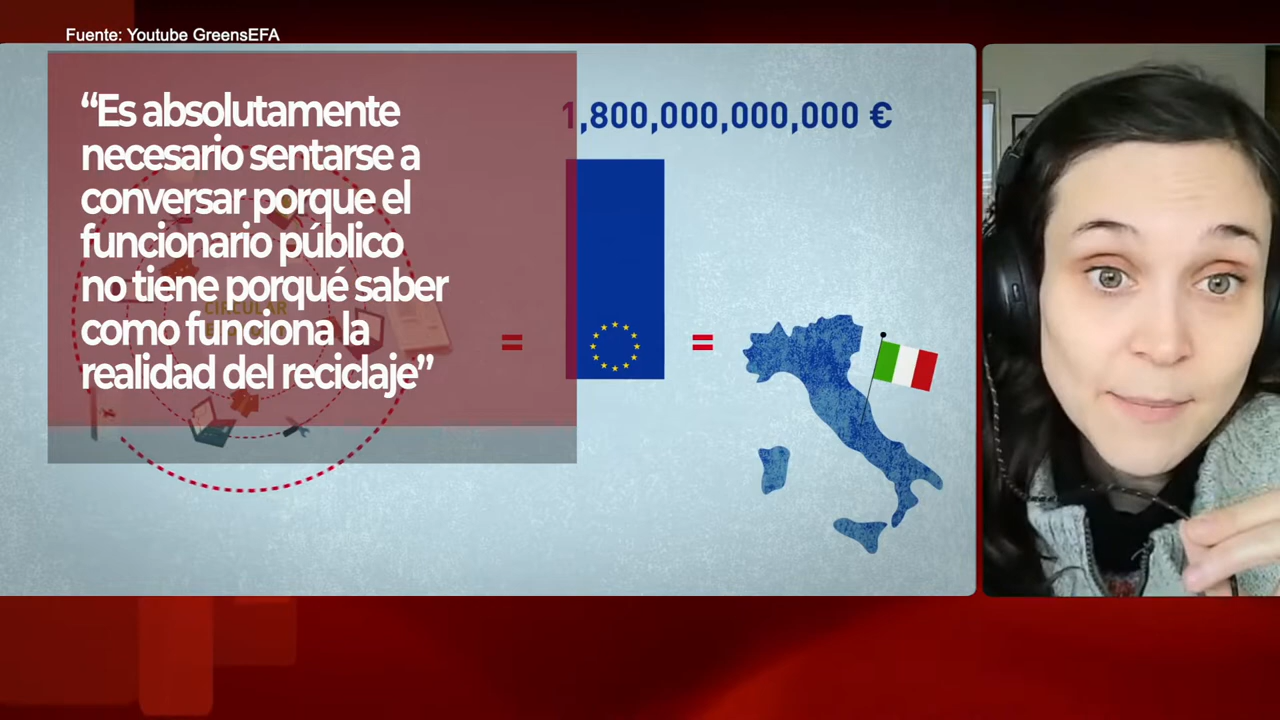 Fuente: Youtube GreensEFA
“Es absolutamente
necesario sentarse a
conversar porque el
funcionario público
no tiene porqué saber
como funciona la
realidad del reciclaje”
1,800,000,000,000 €
=
=
CIRCULAR